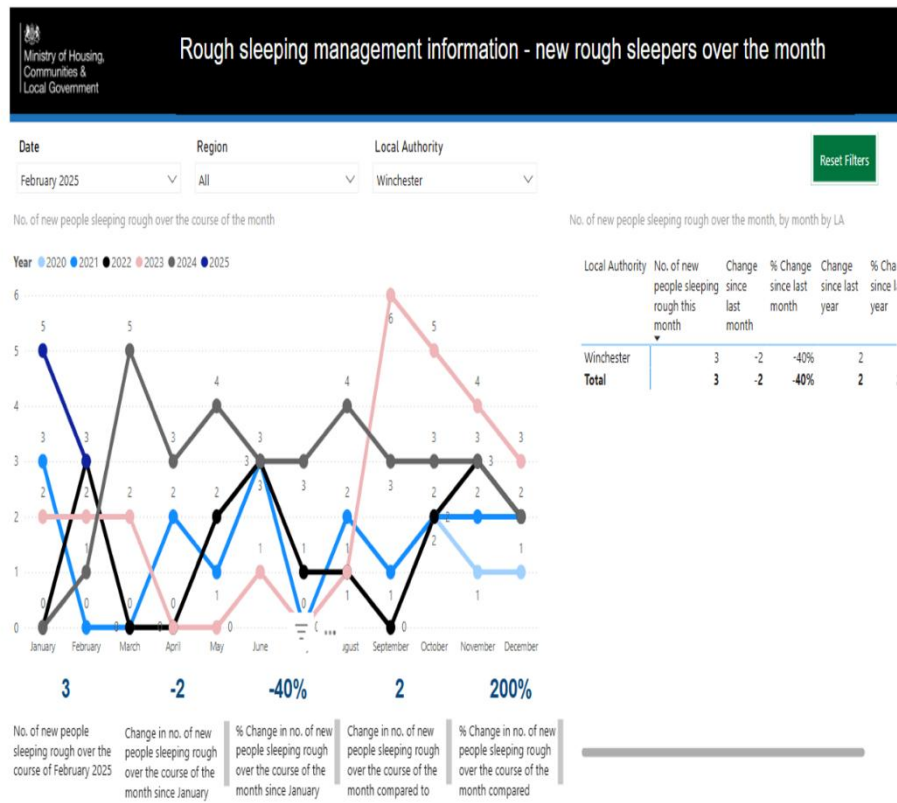 Ministry of Housing,
Communities &
Local Government
Rough sleeping management information - new rough sleepers over the month
Date
Region
Local Authority
February 2025
All
Winchester
Reset Filters
No. of new people sleeping rough over the course of the month
Year 2020 2021 2022 2023 2024 2025
6
5
4
3
2
1
0
5
3
2
0
3
2
1
0
5
2
0
3
2
0
0
4
2
1
0
3
3
3
1
3
1
0
4
2
1
1
6
3
1
0
5
3
2
2
2
4
3
3
2
1
3
2
1
January February March April May June ugust September October November December
3
-2
-40%
2
200%
No. of new people
sleeping rough over the
course of February 2025
Change in no. of new
people sleeping rough
over the course of the
month since January
% Change in no. of new
people sleeping rough
over the course of the
month since January
Change in no. of new
people sleeping rough
over the course of the
month compared to
% Change in no. of new
people sleeping rough
over the course of the
month compared
No. of new people sleeping rough over the month, by month by LA
Local Authority
No. of new
people sleeping
rough this
month
Change
since
last
month
% Change
since last
month
Change
since last
year
% Cha
since l
year
Winchester 3 -2 -40% 2
Total 3 -2 -40% 2